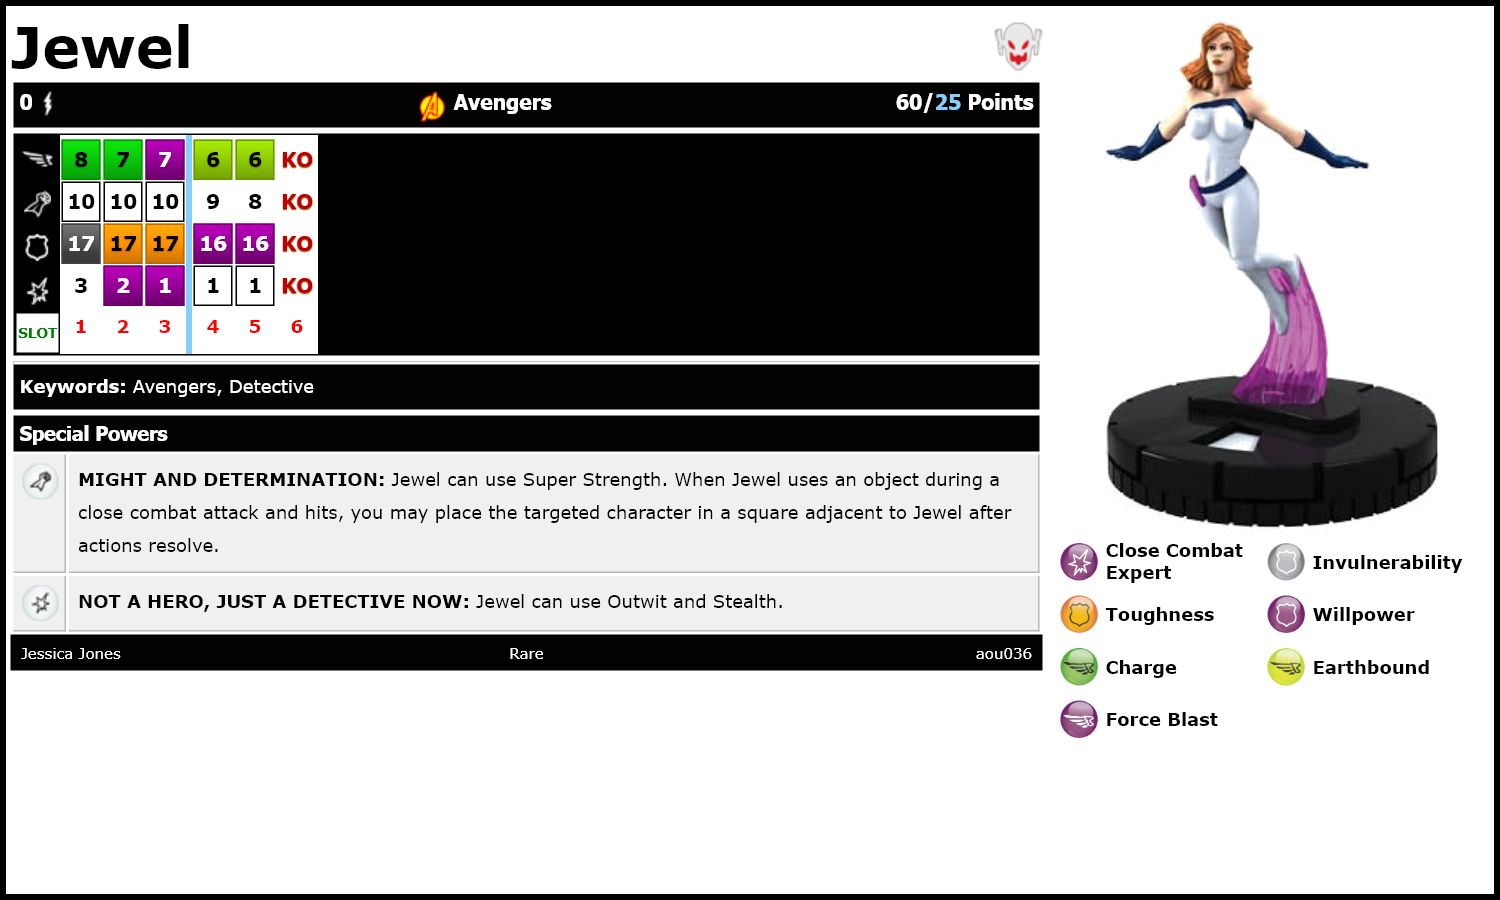 Jewel
0 Avengers 60/25 Points
8 7 7 6 6 KO
10 10 10 9 8 KO
17 17 17 16 16 KO
3 2 1 1 1 KO
SLOT 1 2 3 4 5 6
Keywords: Avengers, Detective
Special Powers
MIGHT AND DETERMINATION: Jewel can use Super Strength. When Jewel uses an object during a
close combat attack and hits, you may place the targeted character in a square adjacent to Jewel after
actions resolve.
NOT A HERO, JUST A DETECTIVE NOW: Jewel can use Outwit and Stealth.
Jessica Jones Rare aou036
Close Combat
Expert
Invulnerability
Toughness
Willpower
Charge
Earthbound
Force Blast